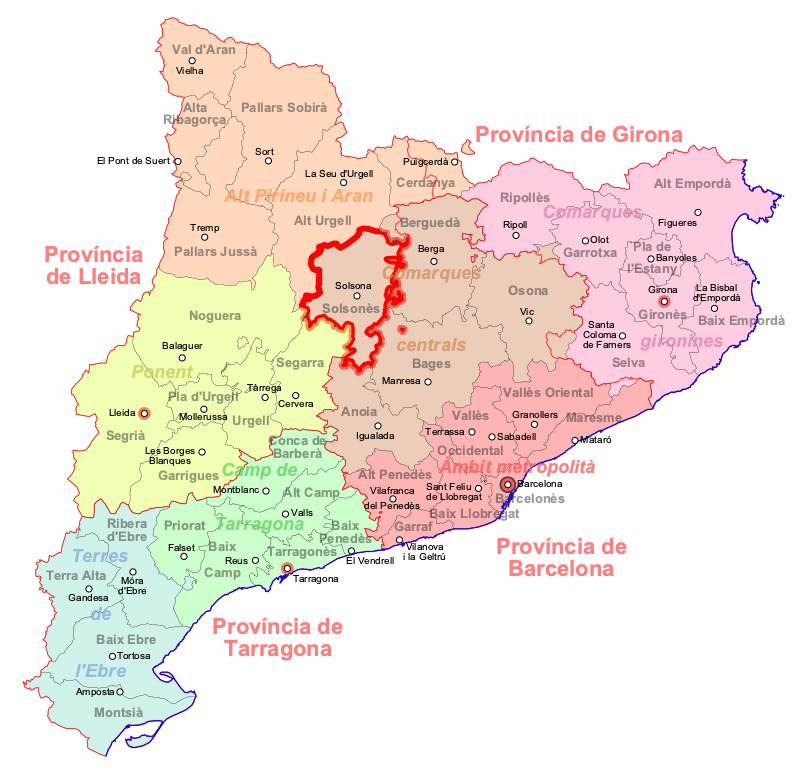 Val d'Aran
Vielha
Alta
Ribagorça
Pallars Sobirà
El Pont de Suert
Sort
La Seu d'Urgell
Puigcerdà
Cerdanya
Província de Girona
Alt Pirineu i Aran
Alt Urgell
Tremp
Pallars Jussà
Província
de Lleida
Berguedà
Berga
Comarques
centrals
Ripollès
Ripoll
Comarques
gironines
Alt Empordà
Figueres
Olot
Garrotxa
Pla de
l'Estany
Banyoles
La Bisbal
d'Empordà
Girona
Gironès
Baix Empordà
Santa
Coloma
de Farners
Selva
Solsona
Solsonès
Osona
Vic
Noguera
Balaguer
Ponent
Segarra
Bages
Manresa
Pla d'Urgell
Mollerussa
Tàrrega
Cervera
Urgell
Lleida
Segrià
Les Borges
Blanques
Garrigues
Anoia
Igualada
Vallès Oriental
Granollers
Maresme
Mataró
Vallès
Occidental
Terrassa
Sabadell
Àmbit metropolità
Barcelona
Barcelonès
Sant Feliu
de Llobregat
Baix Llobregat
Alt Penedès
Vilafranca
del Penedès
Garraf
Vilanova
i la Geltrú
Província de
Barcelona
Conca de
Barberà
Camp de
Tarragona
Montblanc
Alt Camp
Valls
Baix
Penedès
El Vendrell
Tarragonès
Tarragona
Priorat
Falset
Baix
Camp
Reus
Província de
Tarragona
Ribera
d'Ebre
Terres
de
l'Ebre
Terra Alta
Gandesa
Móra
d'Ebre
Baix Ebre
Tortosa
Amposta
Montsià